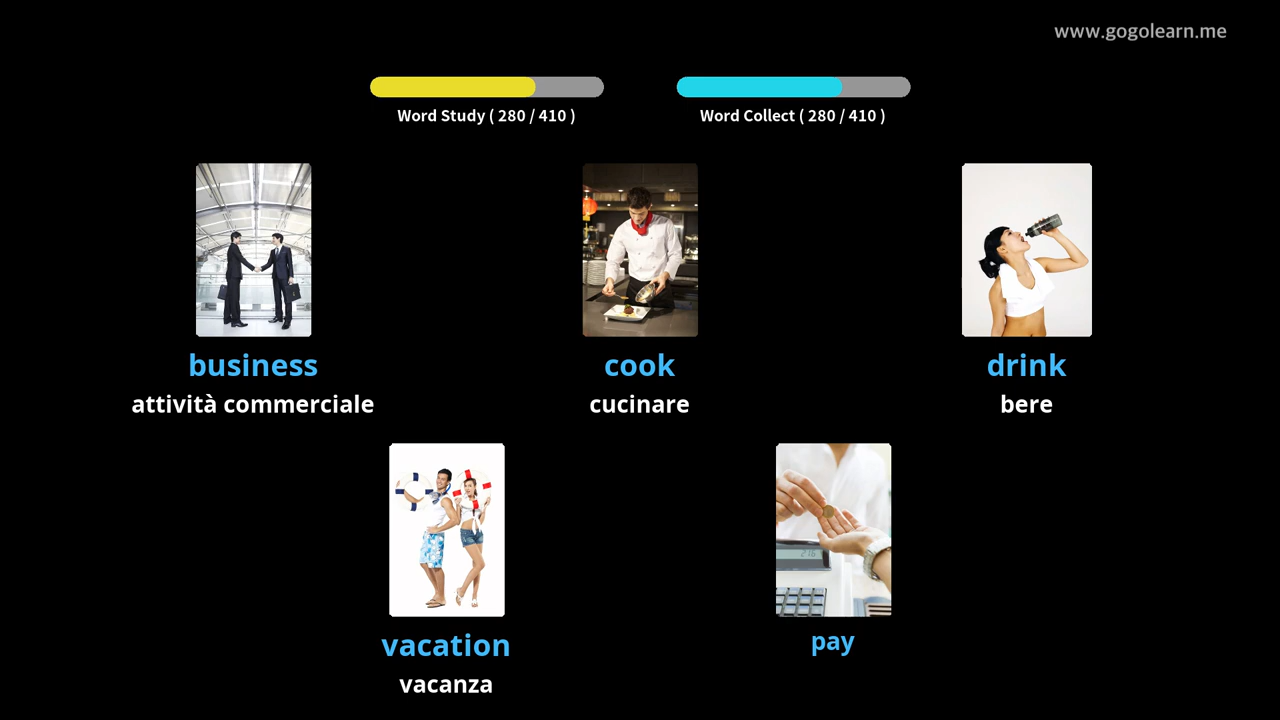 www.gogolearn.me
Word Study ( 280 / 410 )
Word Collect ( 280 / 410 )
business
attività commerciale
cook
cucinare
drink
bere
vacation
vacanza
pay